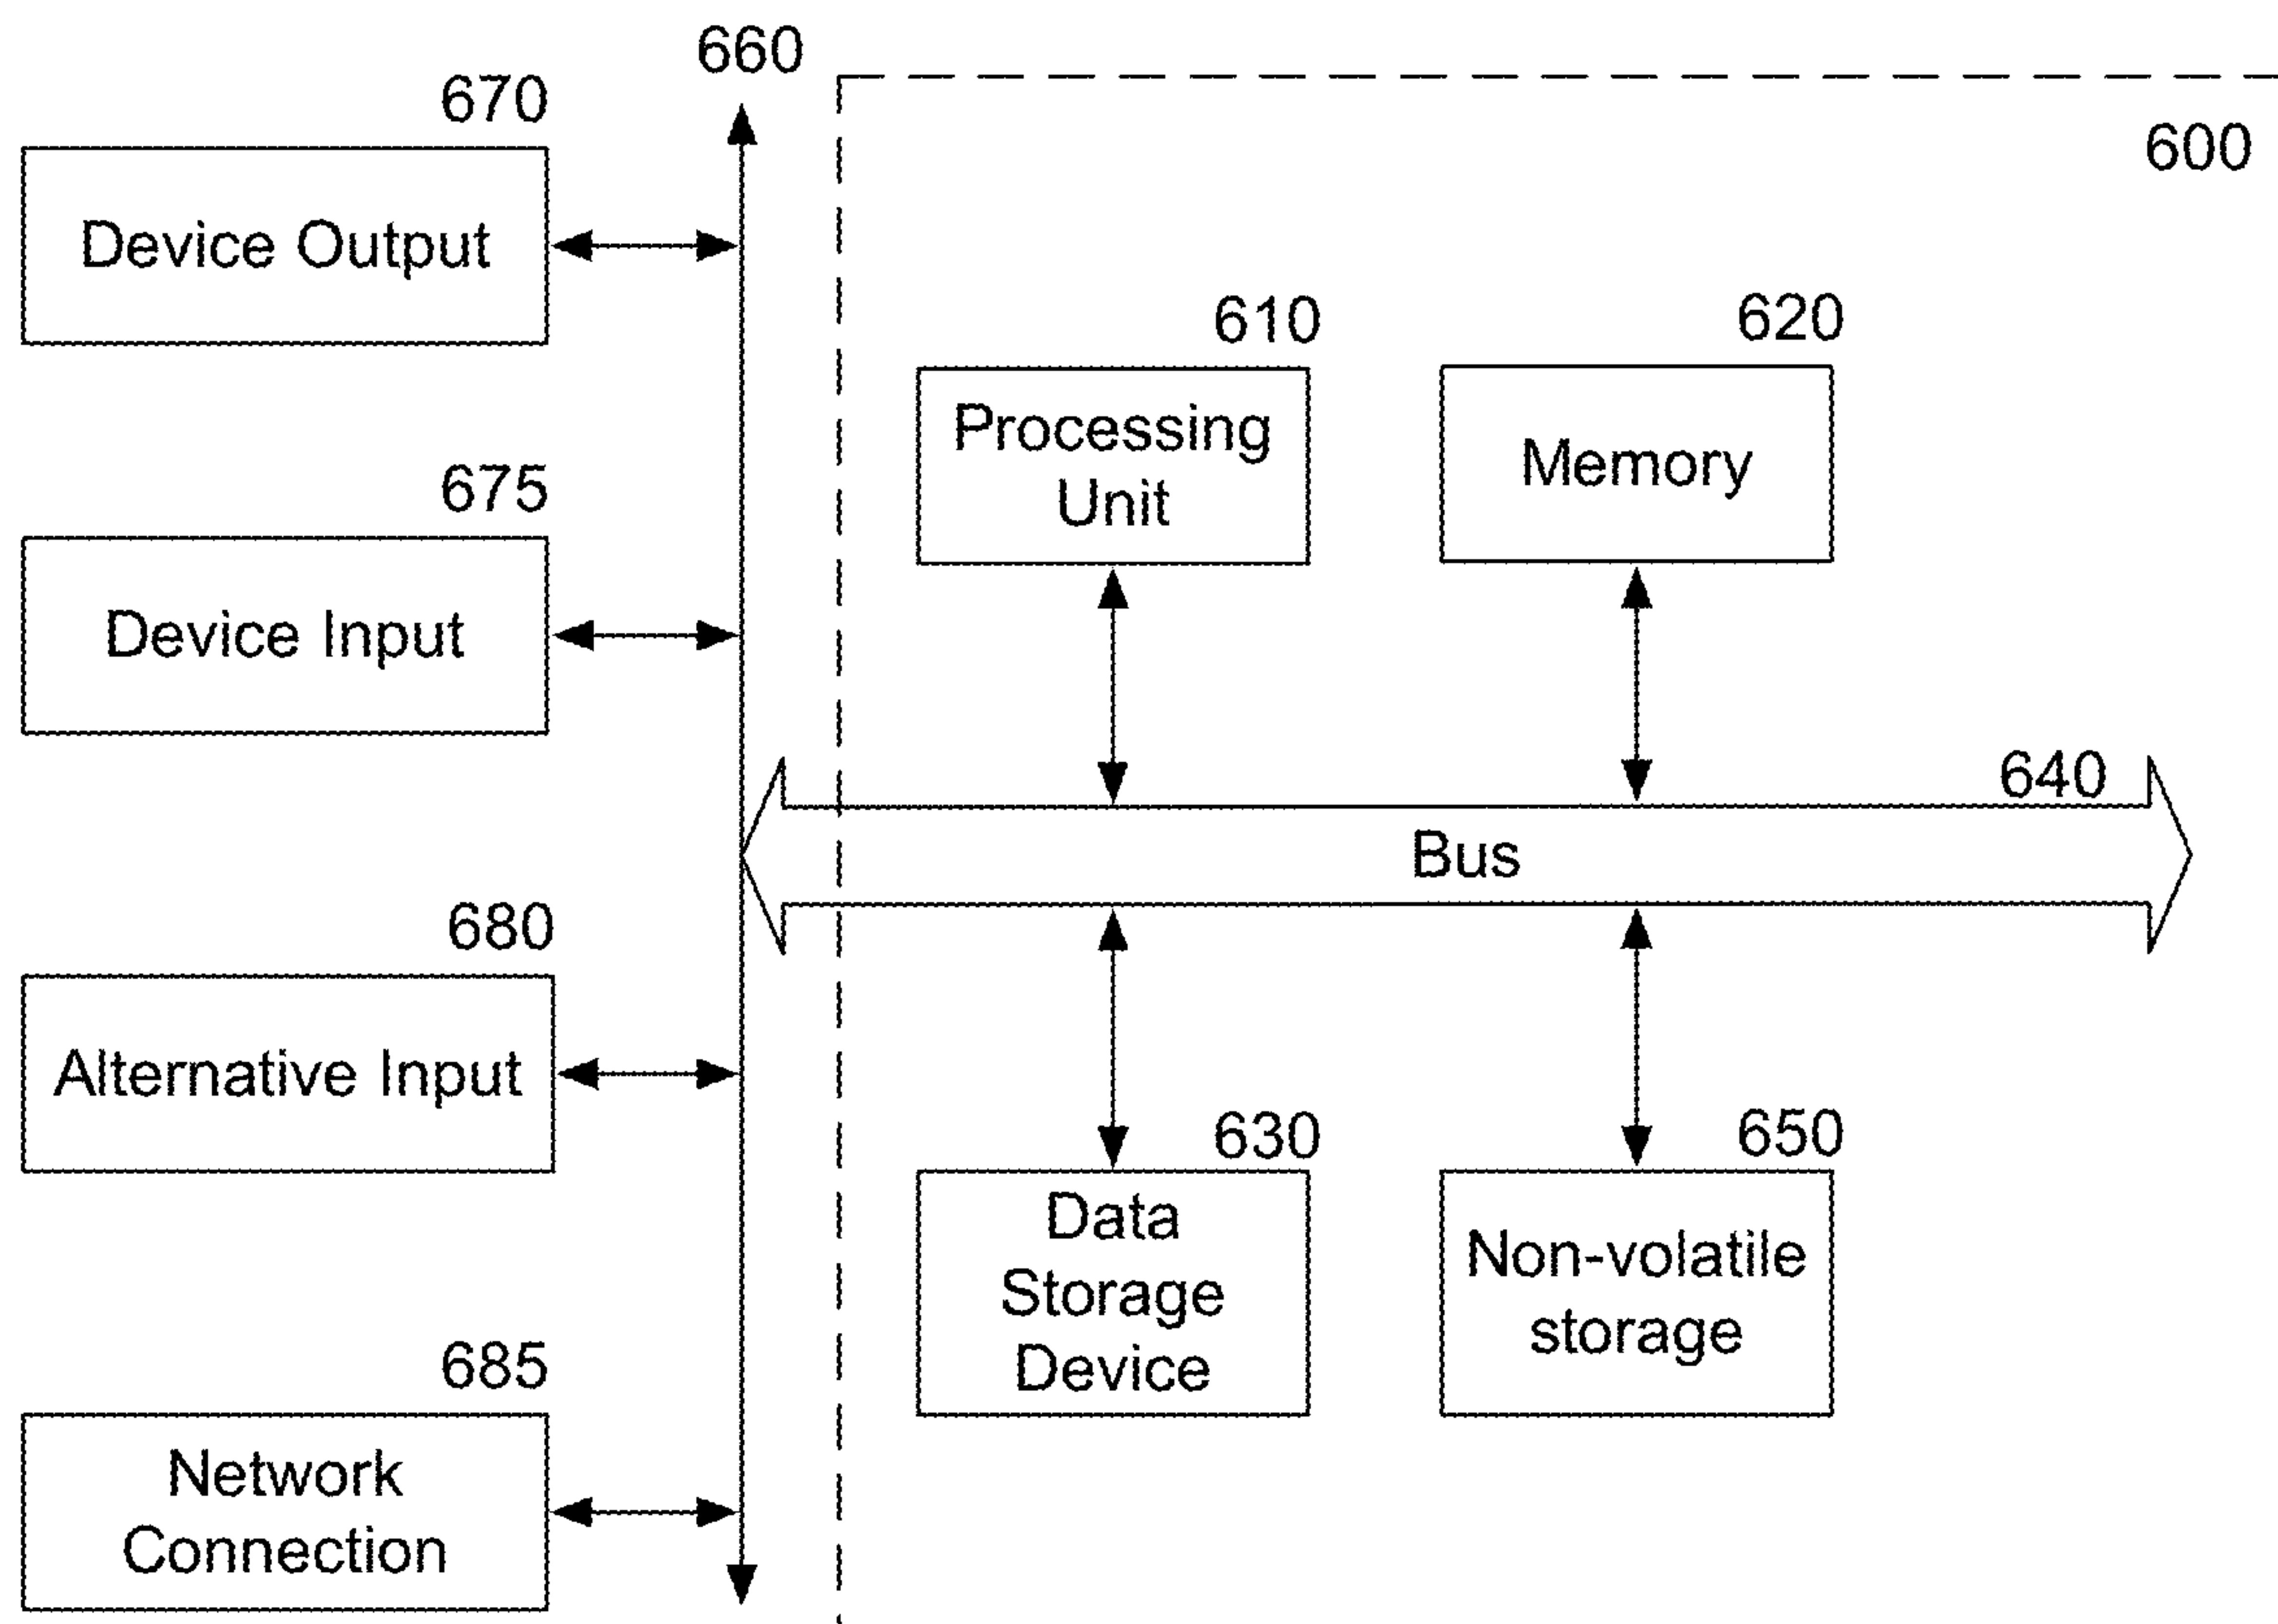 660
670
600
Device Output
610
620
Processing
Unit
Memory
675
Device Input
640
Bus
680
Alternative Input
630
650
Data
Storage
Device
Non-volatile
storage
685
Network
Connection